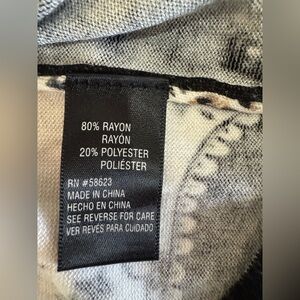 80% RAYON
RAYÓN
20% POLYESTER
POLIÉSTER
RN #58623
MADE IN CHINA
HECHO EN CHINA
SEE REVERSE FOR CARE
VER REVES PARA CUIDADO